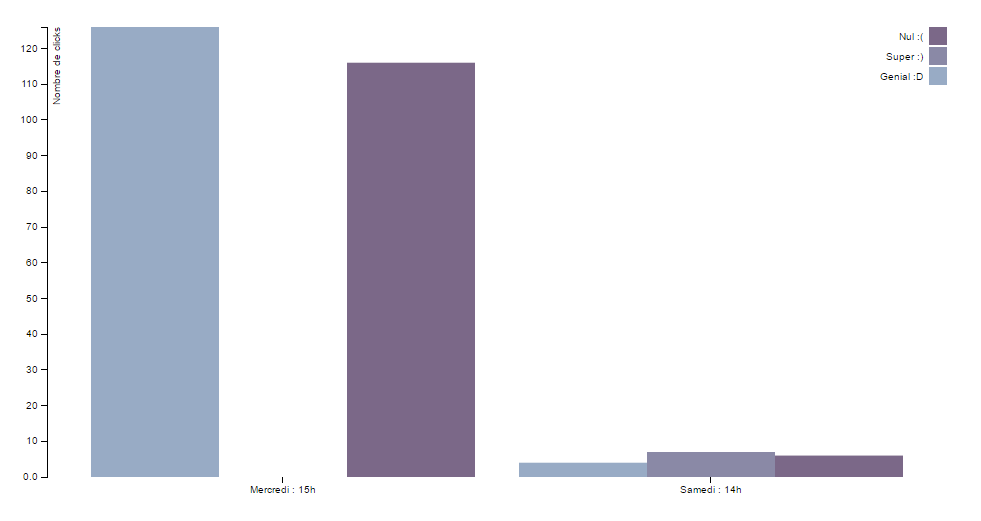 Nombre de clicks
120
110
100
90
80
70
60
50
40
30
20
10
0.0
Mercredi : 15h
Samedi : 14h
Nul :(
Super :)
Genial :D